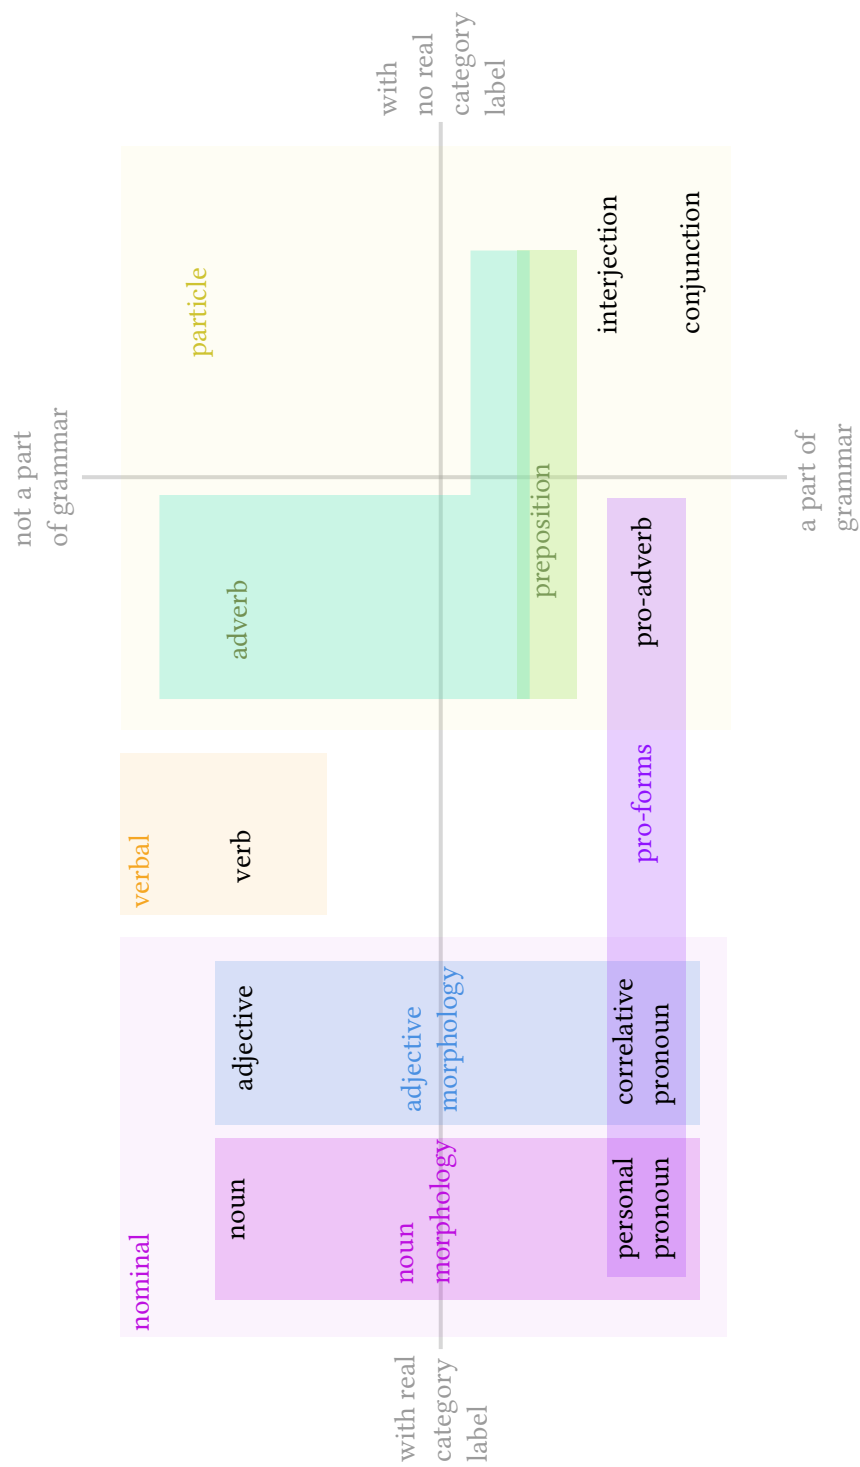 not a part
of grammar
nominal
noun
adjective
verbal
verb
adverb
particle
with real
category
label
noun
morphology
adjective
morphology
with
no real
category
label
preposition
personal
pronoun
correlative
pronoun
pro-forms
pro-adverb
interjection
conjunction
a part of
grammar